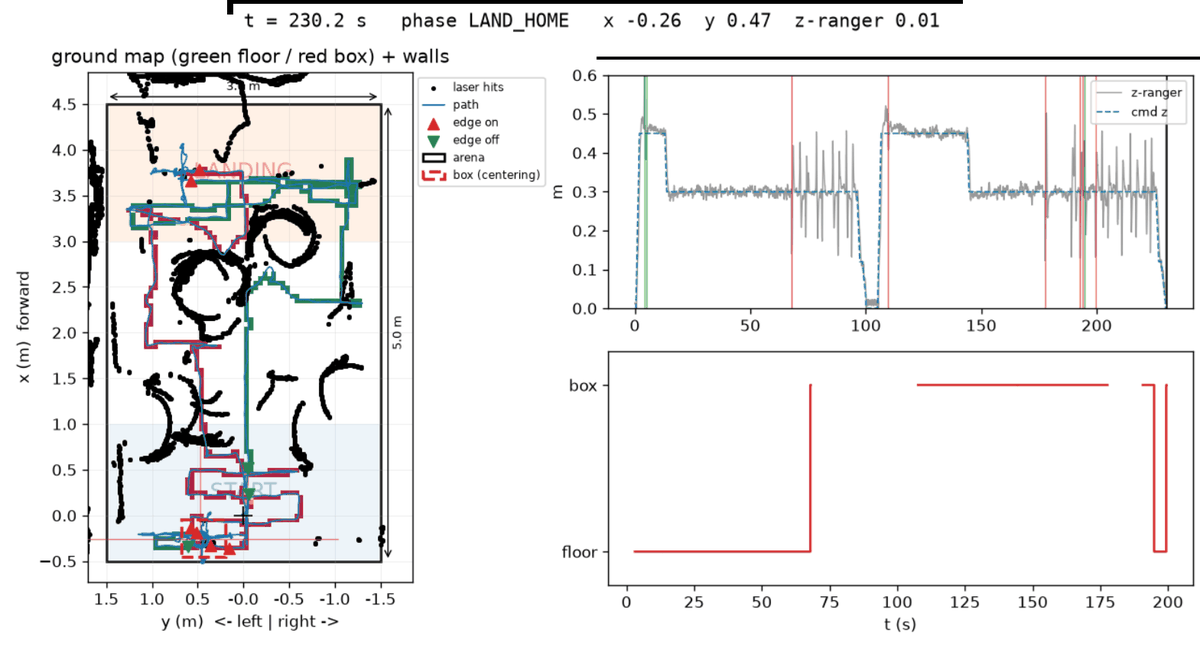 t = 230.2 s   phase LAND_HOME   x -0.26   y 0.47   z-ranger 0.01
ground map (green floor / red box) + walls
laser hits
path
edge on
edge off
arena
box (centering)
LANDING
START
5.0 m
4.5
4.0
3.5
3.0
2.5
2.0
1.5
1.0
0.5
0.0
−0.5
x (m)  forward
1.5 1.0 0.5 -0.0 -0.5 -1.0 -1.5
y (m)  <- left | right ->
0.6
0.5
0.4
0.3
0.2
0.1
0.0
m
z-ranger
cmd z
0 50 100 150 200
box
floor
0 25 50 75 100 125 150 175 200
t (s)